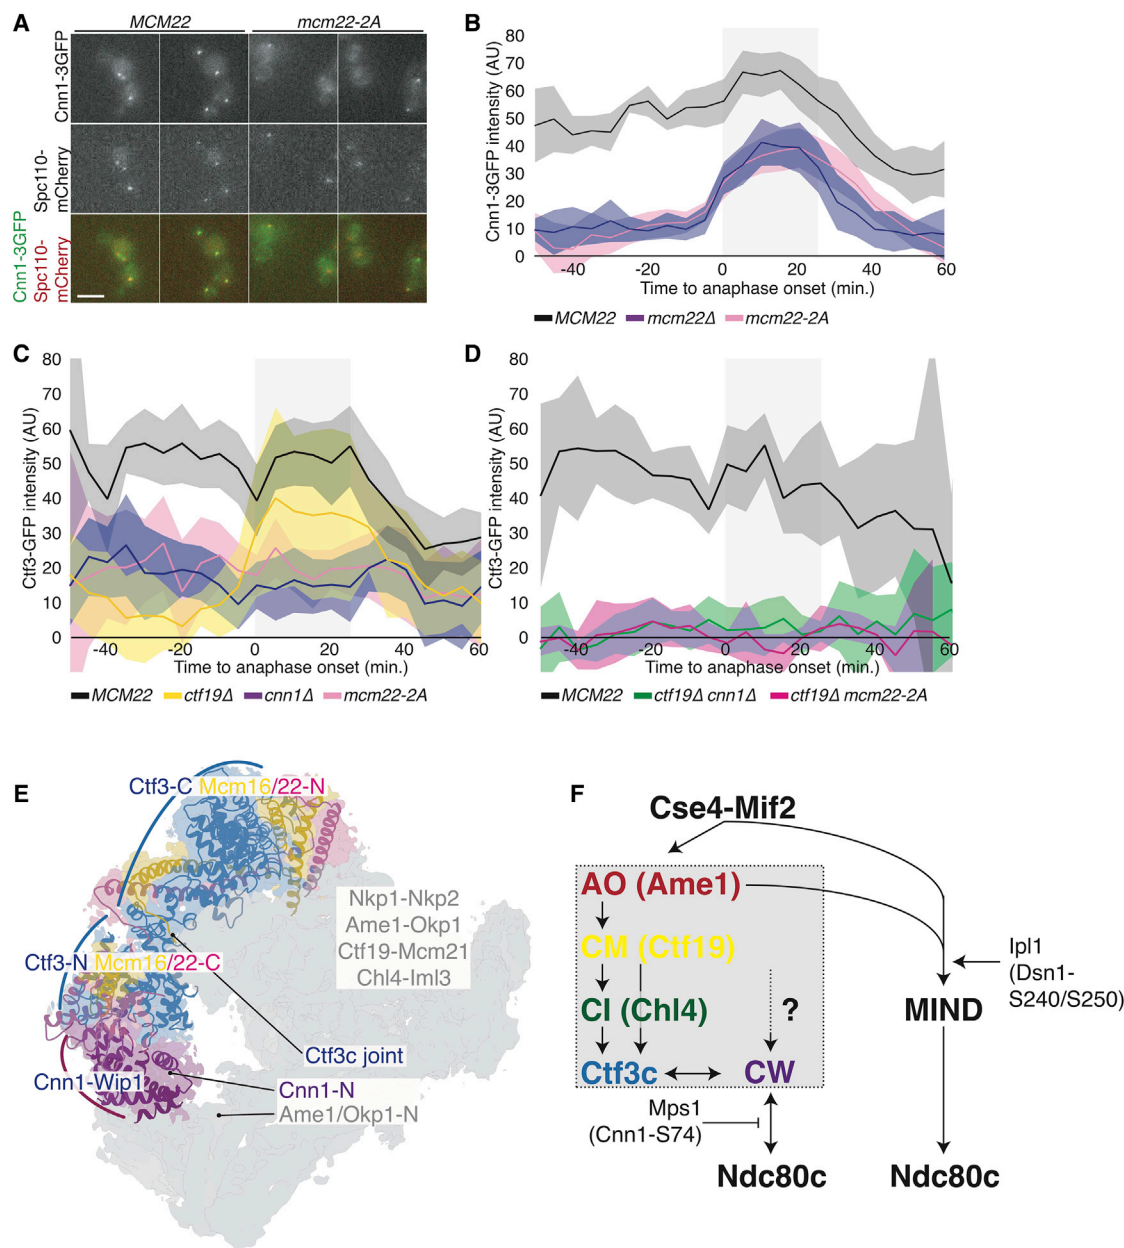 A
MCM22
mcm22-2A
Cnn1-3GFP
Spc110-
mCherry
Cnn1-3GFP
Spc110-
mCherry
B
Cnn1-3GFP intensity (AU)
80
70
60
50
40
30
20
10
0
-40
-20
0
20
40
60
Time to anaphase onset (min.)
MCM22
mcm22Δ
mcm22-2A
C
Ctf3-GFP intensity (AU)
80
70
60
50
40
30
20
10
0
-40
-20
0
20
40
60
Time to anaphase onset (min.)
MCM22
ctf19Δ
cnn1Δ
mcm22-2A
D
Ctf3-GFP intensity (AU)
80
70
60
50
40
30
20
10
0
-40
-20
0
20
40
60
Time to anaphase onset (min.)
MCM22
ctf19Δ cnn1Δ
ctf19Δ mcm22-2A
E
Ctf3-C Mcm16/22-N
Nkp1-Nkp2
Ame1-Okp1
Ctf19-Mcm21
Chl4-Iml3
Ctf3-N Mcm16/22-C
Ctf3c joint
Cnn1-Wip1
Cnn1-N
Ame1/Okp1-N
F
Cse4-Mif2
AO (Ame1)
CM (Ctf19)
CI (Chl4)
?
Ctf3c
CW
Ipl1
(Dsn1-
S240/S250)
MIND
Mps1
(Cnn1-S74)
Ndc80c
Ndc80c